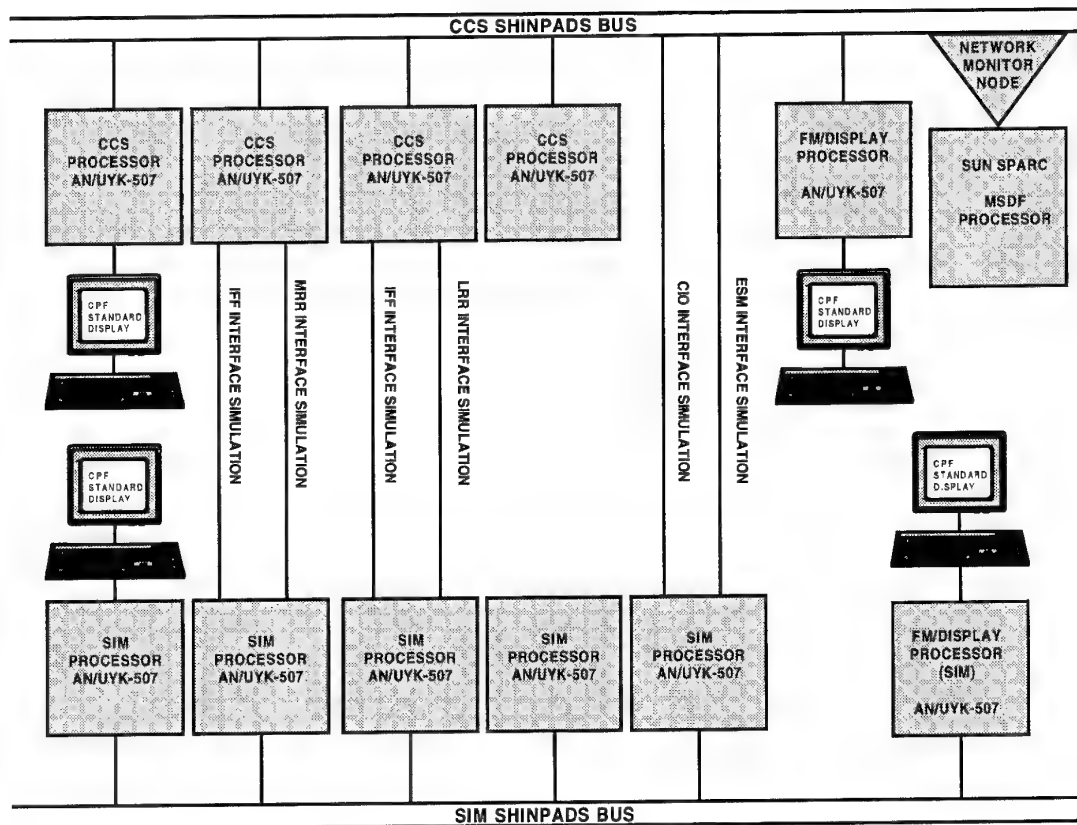 CCS SHINPADS BUS
NETWORK
MONITOR
NODE
CCS
PROCESSOR
AN/UYK-507
CCS
PROCESSOR
AN/UYK-507
CCS
PROCESSOR
AN/UYK-507
CCS
PROCESSOR
AN/UYK-507
FM/DISPLAY
PROCESSOR
AN/UYK-507
SUN SPARC
MSDF
PROCESSOR
CPF
STANDARD
DISPLAY
IFF INTERFACE SIMULATION
MRR INTERFACE SIMULATION
IFF INTERFACE SIMULATION
LRR INTERFACE SIMULATION
CIO INTERFACE SIMULATION
ESM INTERFACE SIMULATION
CPF
STANDARD
DISPLAY
CPF
STANDARD
DISPLAY
CPF
STANDARD
D.SPLAY
SIM
PROCESSOR
AN/UYK-507
SIM
PROCESSOR
AN/UYK-507
SIM
PROCESSOR
AN/UYK-507
SIM
PROCESSOR
AN/UYK-507
SIM
PROCESSOR
AN/UYK-507
FM/DISPLAY
PROCESSOR
(SIM)
AN/UYK-507
SIM SHINPADS BUS